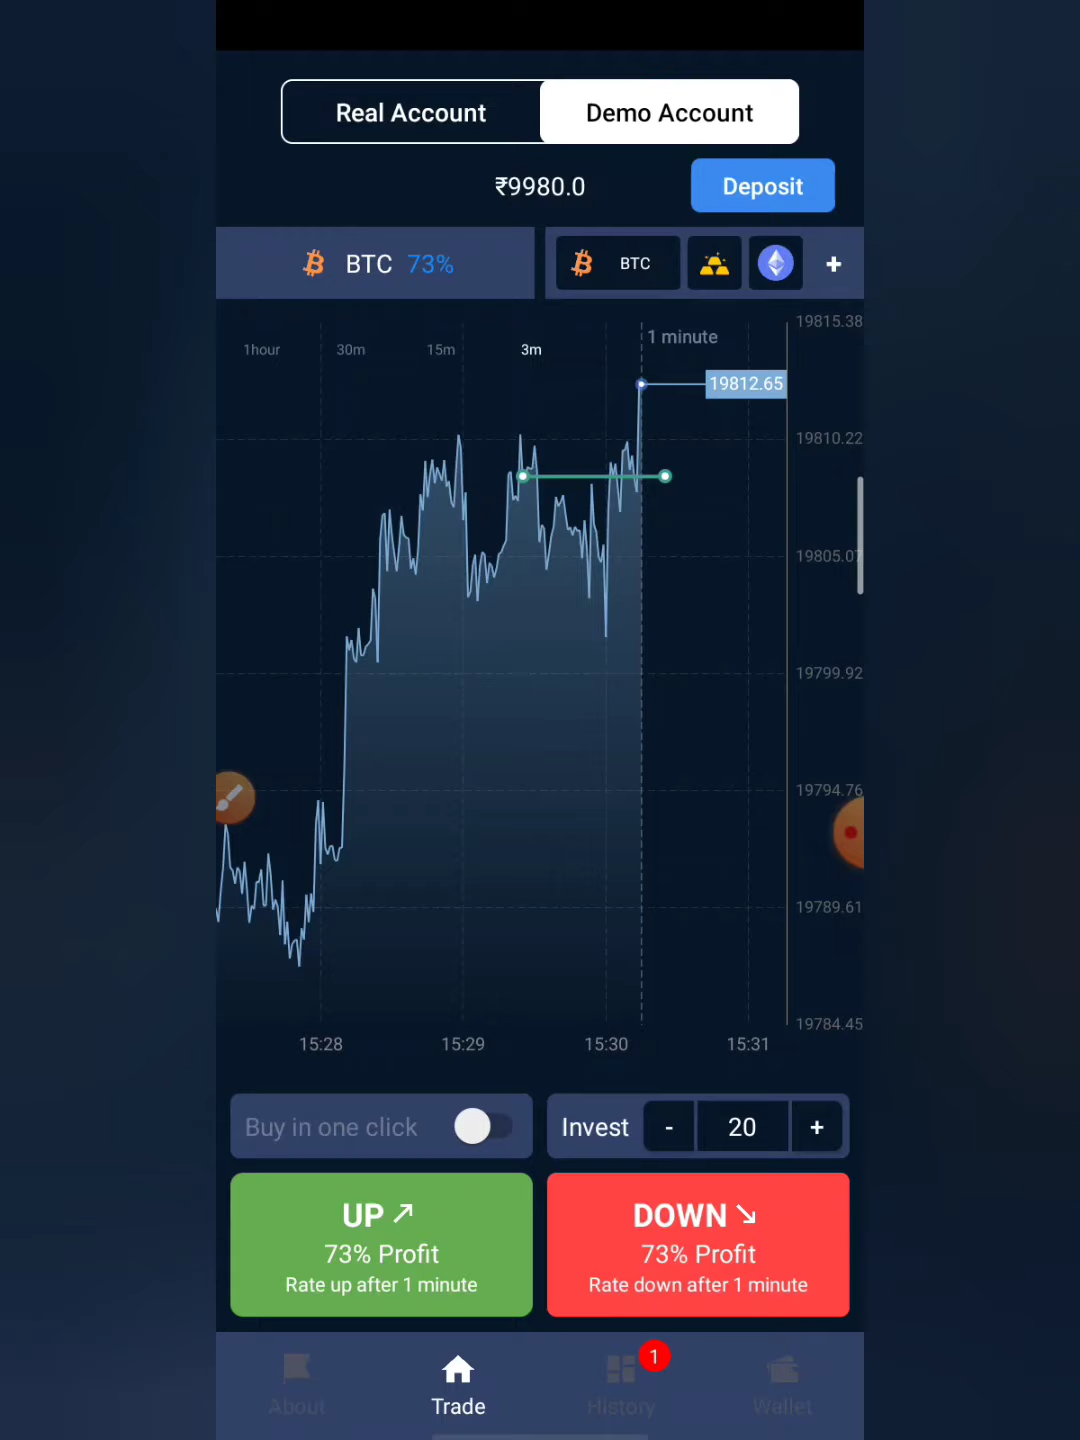 Real Account
Demo Account
₹9980.0
Deposit
BTC 73%
BTC
+
1hour
30m
15m
3m
1 minute
19815.38
19812.65
19810.22
19805.07
19799.92
19794.76
19789.61
19784.45
15:28
15:29
15:30
15:31
Buy in one click
Invest
-
20
+
UP ↗
73% Profit
Rate up after 1 minute
DOWN ↘
73% Profit
Rate down after 1 minute
1
About
Trade
History
Wallet